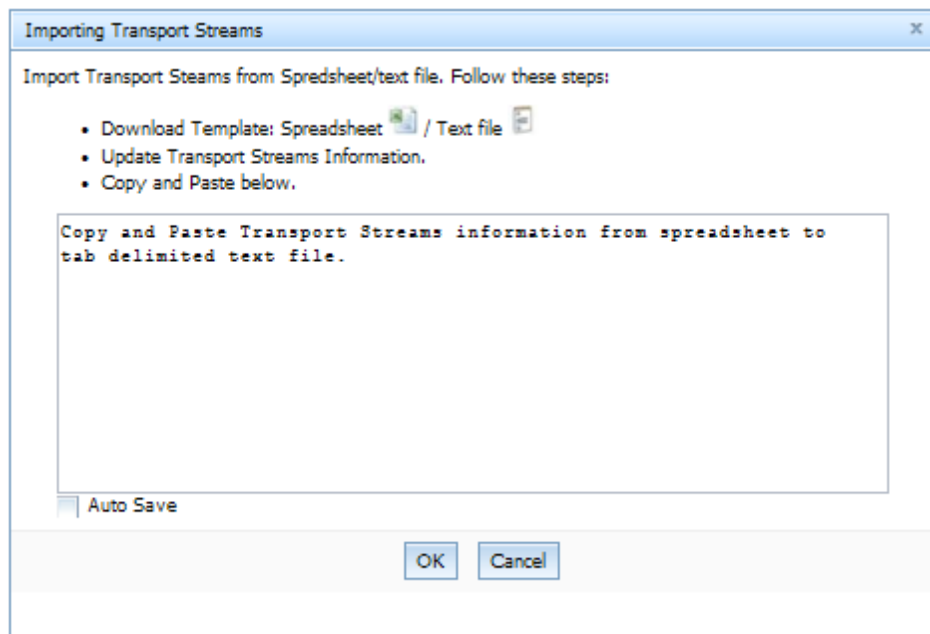 Importing Transport Streams
Import Transport Steams from Spredsheet/text file. Follow these steps:
• Download Template: Spreadsheet / Text file
• Update Transport Streams Information.
• Copy and Paste below.
Copy and Paste Transport Streams information from spreadsheet to
tab delimited text file.
Auto Save
OK Cancel